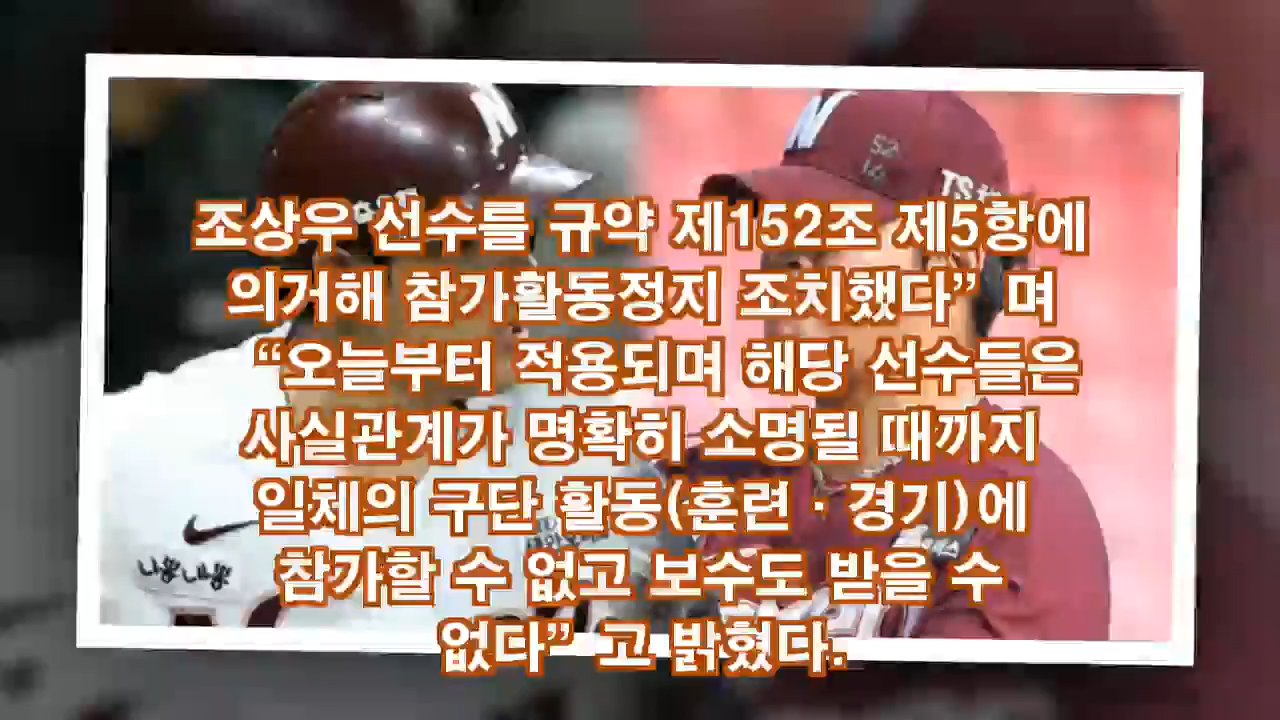 N
N
52
14
TS
조상우 선수를 규약 제152조 제5항에
의거해 참가활동정지 조치했다” 며
“오늘부터 적용되며 해당 선수들은
사실관계가 명확히 소명될 때까지
일체의 구단 활동(훈련·경기)에
참가할 수 없고 보수도 받을 수
없다” 고 밝혔다.